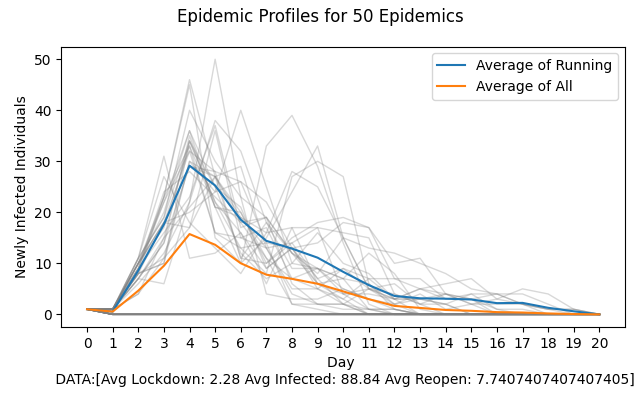 Epidemic Profiles for 50 Epidemics
Newly Infected Individuals
50
40
30
20
10
0
Average of Running
Average of All
0 1 2 3 4 5 6 7 8 9 10 11 12 13 14 15 16 17 18 19 20
Day
DATA:[Avg Lockdown: 2.28 Avg Infected: 88.84 Avg Reopen: 7.7407407407407405]